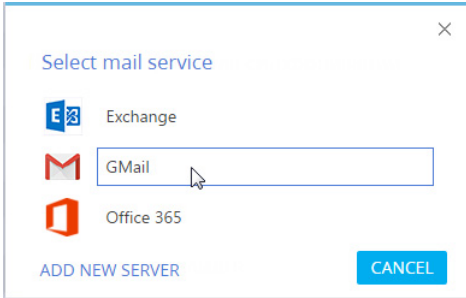 Select mail service
Exchange
GMail
Office 365
ADD NEW SERVER
CANCEL